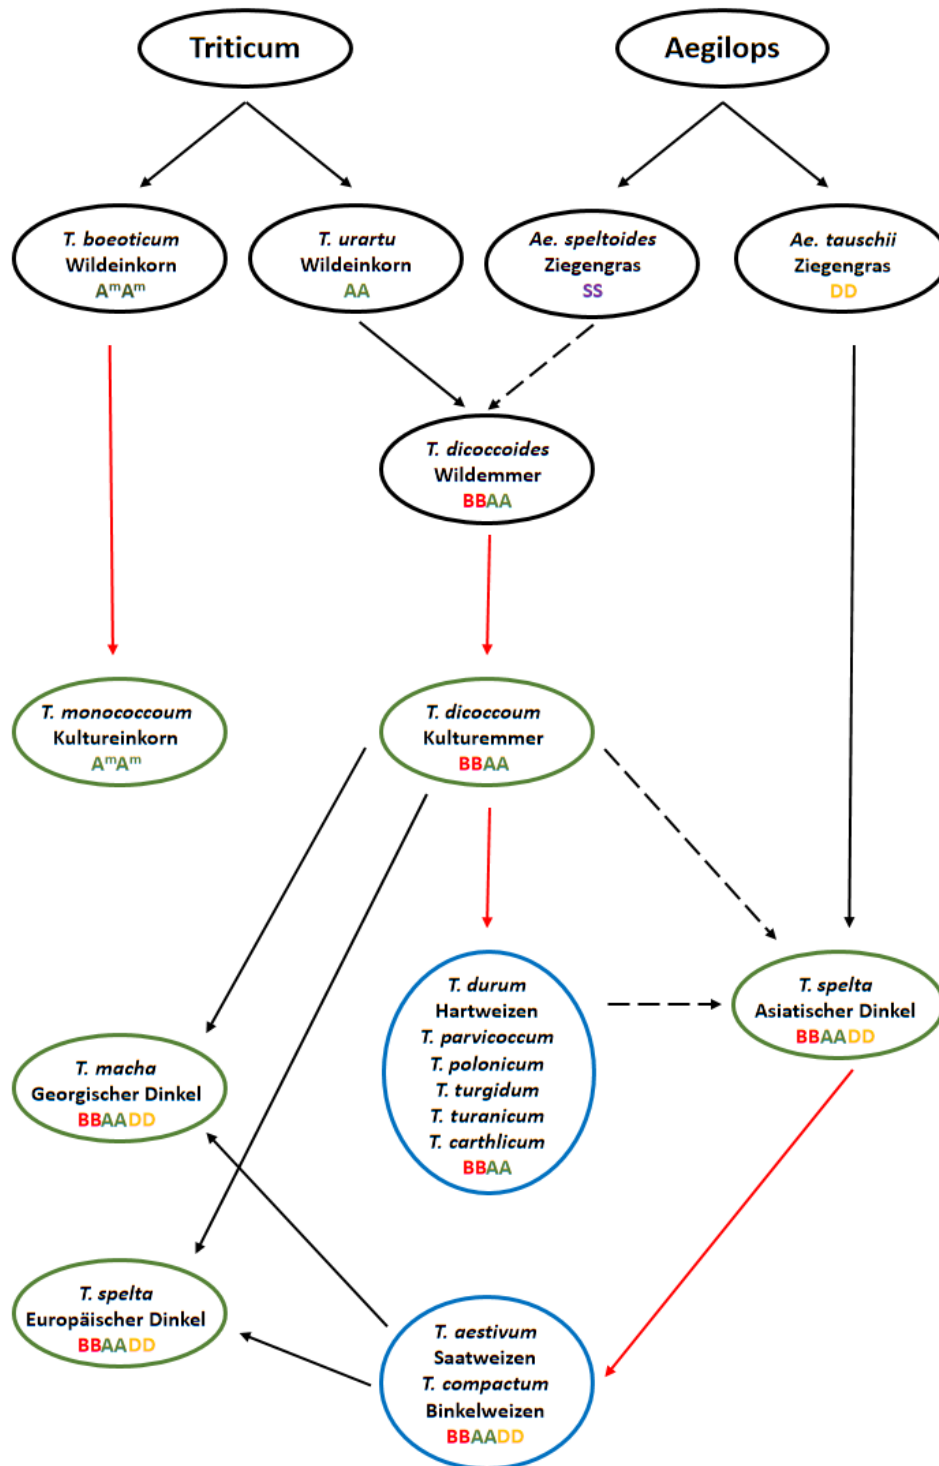 Triticum
Aegilops
T. boeoticum
Wildeinkorn
AᵐAᵐ
T. urartu
Wildeinkorn
AA
Ae. speltoides
Ziegengras
SS
Ae. tauschii
Ziegengras
DD
T. dicoccoides
Wildemmer
BBAA
T. monococcoum
Kultureinkorn
AᵐAᵐ
T. dicoccoum
Kulturemmer
BBAA
T. durum
Hartweizen
T. parvicoccum
T. polonicum
T. turgidum
T. turanicum
T. carthlicum
BBAA
T. spelta
Asiatischer Dinkel
BBAADD
T. macha
Georgischer Dinkel
BBAADD
T. spelta
Europäischer Dinkel
BBAADD
T. aestivum
Saatweizen
T. compactum
Binkelweizen
BBAADD